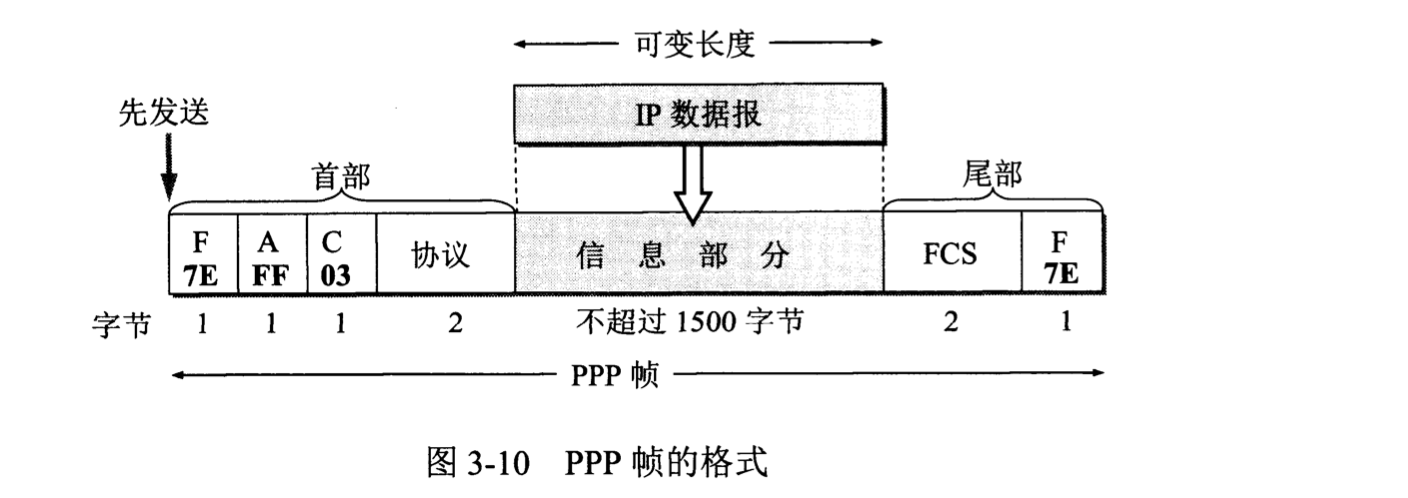 可变长度
IP 数据报
先发送
首部
尾部
F A C 协议 信 息 部 分 FCS F
7E FF 03 7E
字节 1 1 1 2 不超过 1500 字节 2 1
PPP 帧
图 3-10 PPP 帧的格式